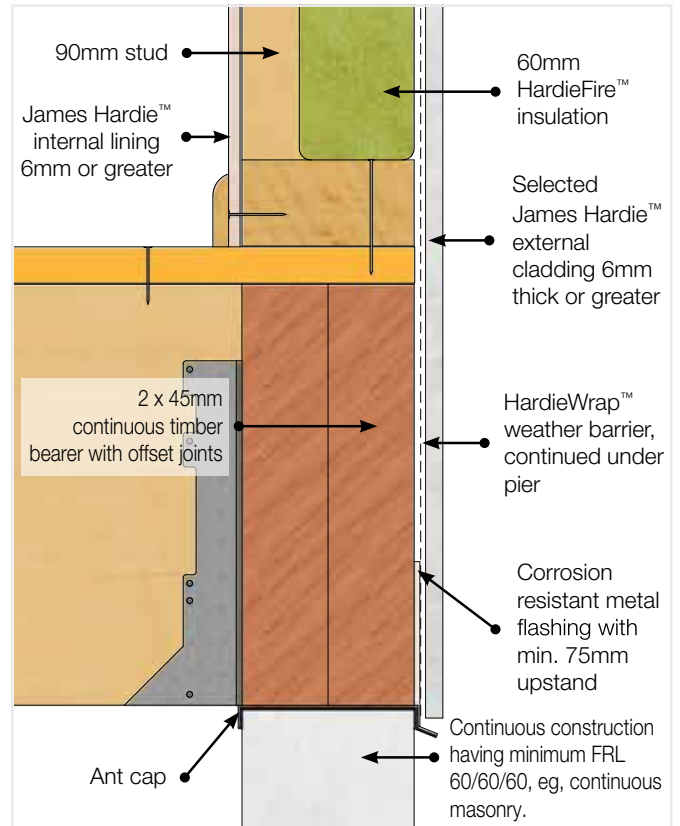 90mm stud
James Hardie™
internal lining
6mm or greater
60mm
HardieFire™
insulation
Selected
James Hardie™
external
cladding 6mm
thick or greater
2 x 45mm
continuous timber
bearer with offset joints
HardieWrap™
weather barrier,
continued under
pier
Corrosion
resistant metal
flashing with
min. 75mm
upstand
Ant cap
Continuous construction
having minimum FRL
60/60/60, eg, continuous
masonry.